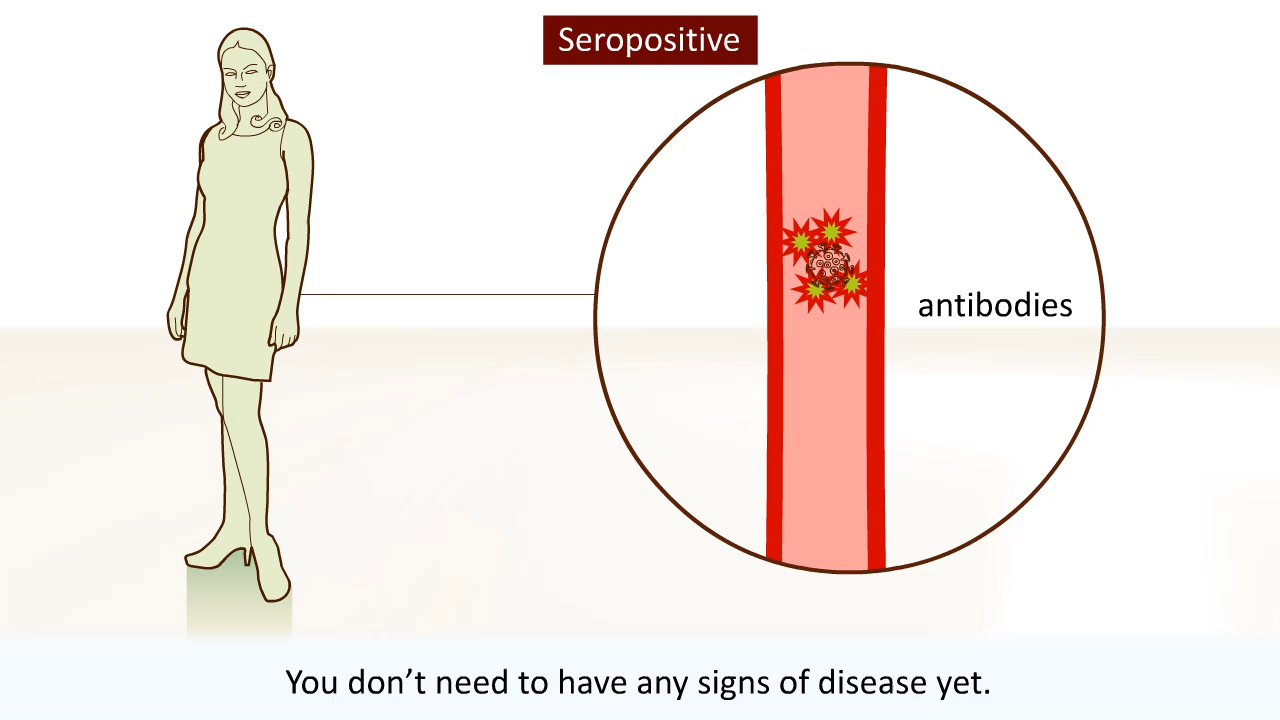 Seropositive
antibodies
You don’t need to have any signs of disease yet.